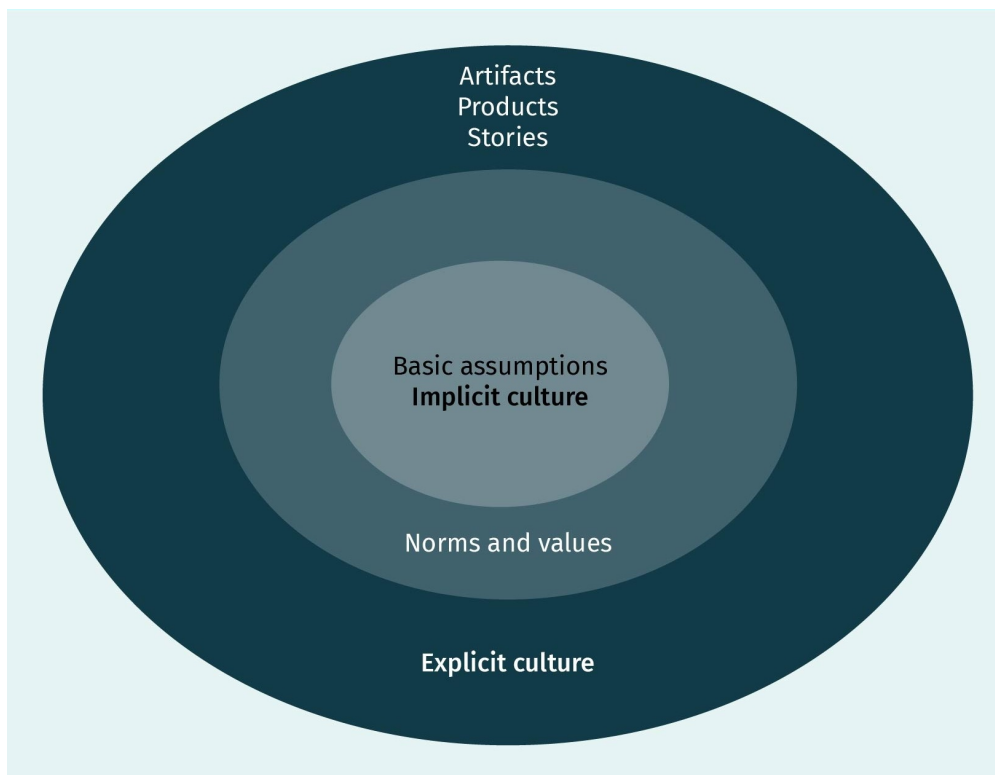 Artifacts
Products
Stories
Basic assumptions
Implicit culture
Norms and values
Explicit culture